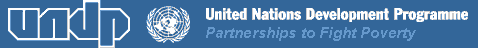 undp
United Nations Development Programme
Partnerships to Fight Poverty